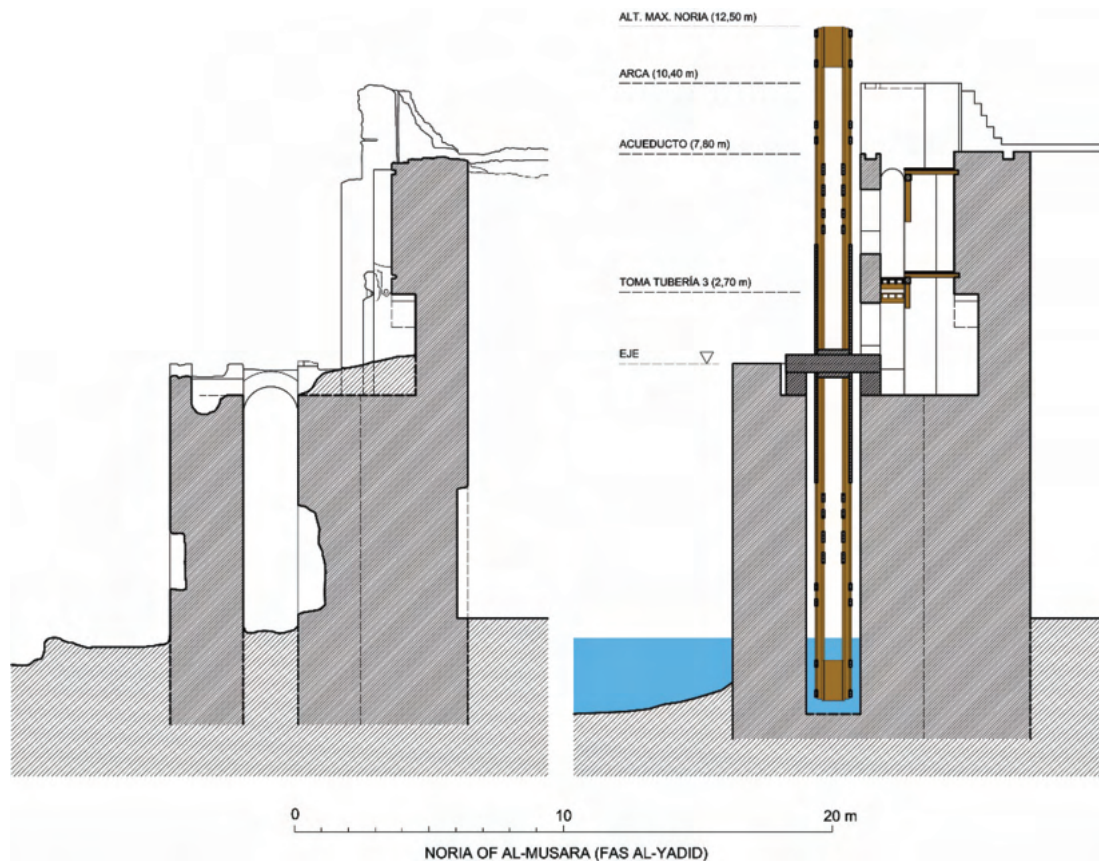 ALT. MAX. NORIA (12,50 m)
ARCA (10,40 m)
ACUEDUCTO (7,80 m)
TOMA TUBERÍA 3 (2,70 m)
EJE
0 10 20 m
NORIA OF AL-MUSARA (FAS AL-YADID)